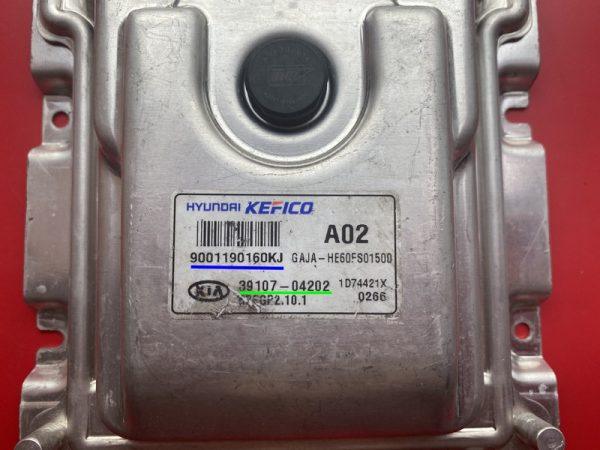 HYUNDAI KEFICO
A02
9001190160KJ GAJA-HE60FS01500
KIA 39107-04202 1D74421X
0266